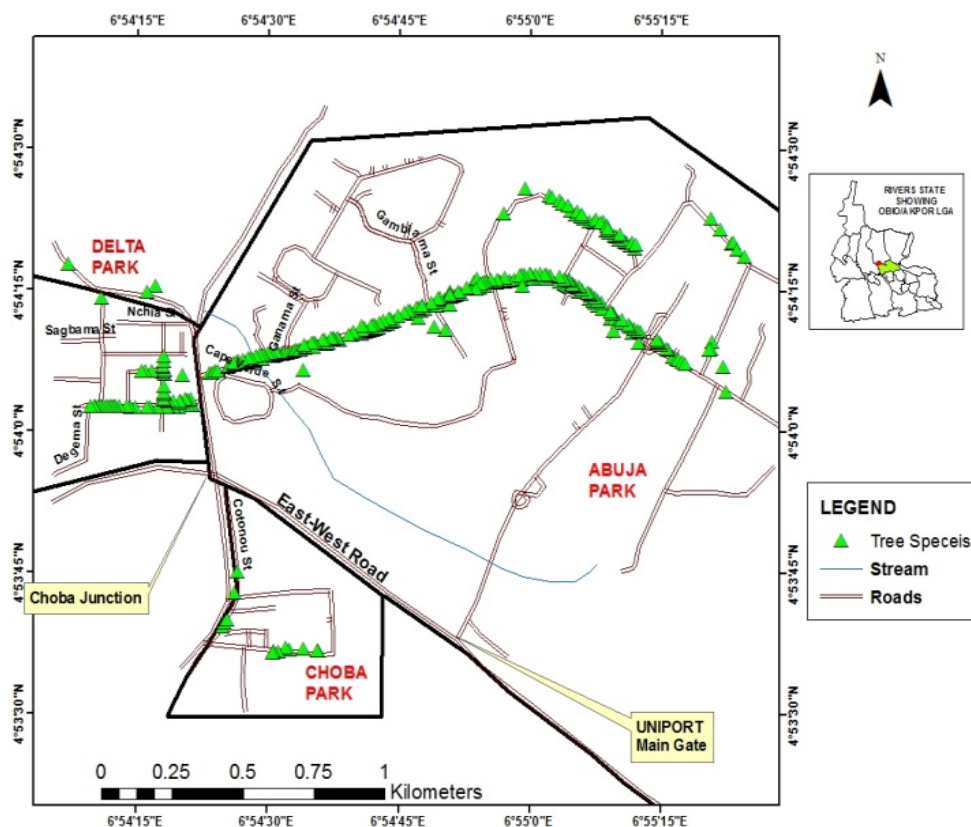 6°54'15"E
6°54'30"E
6°54'45"E
6°55'0"E
6°55'15"E
N
4°54'30"N
4°54'30"N
RIVERS STATE
SHOWING
OBIO/AKPOR LGA
Gambiama St
DELTA
PARK
4°54'15"N
4°54'15"N
Nchia St
Ganama St
Sagbama St
Cape Verde St
4°54'0"N
4°54'0"N
Degema St
ABUJA
PARK
East-West Road
Cotonou St
LEGEND
Tree Speceis
Stream
Roads
4°53'45"N
4°53'45"N
Choba Junction
CHOBA
PARK
4°53'30"N
4°53'30"N
UNIPORT
Main Gate
0 0.25 0.5 0.75 1
Kilometers
6°54'15"E
6°54'30"E
6°54'45"E
6°55'0"E
6°55'15"E